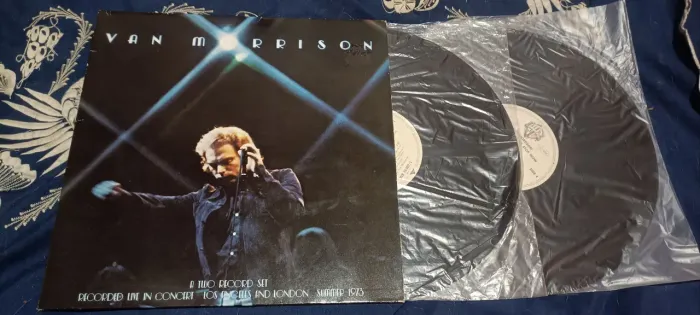 VAN MORRISON
A TWO RECORD SET
RECORDED LIVE IN CONCERT LOS ANGELES AND LONDON SUMMER 1973